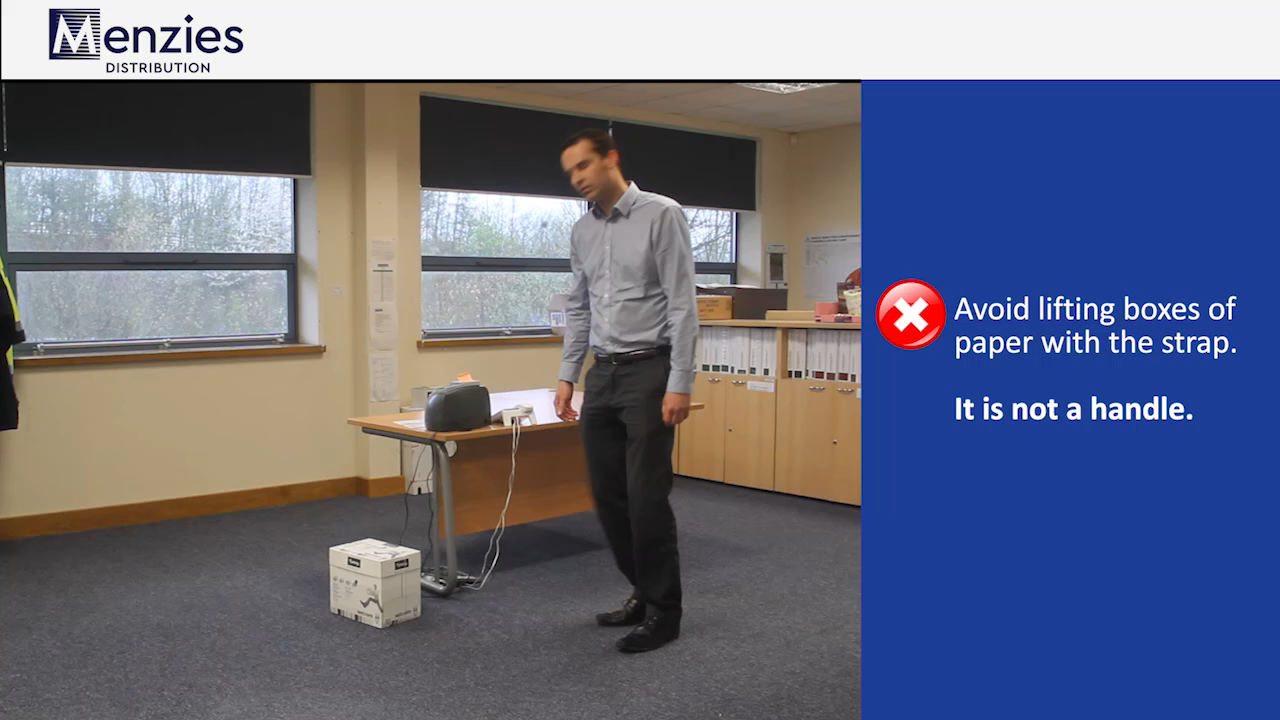 Menzies
DISTRIBUTION
Avoid lifting boxes of
paper with the strap.
It is not a handle.